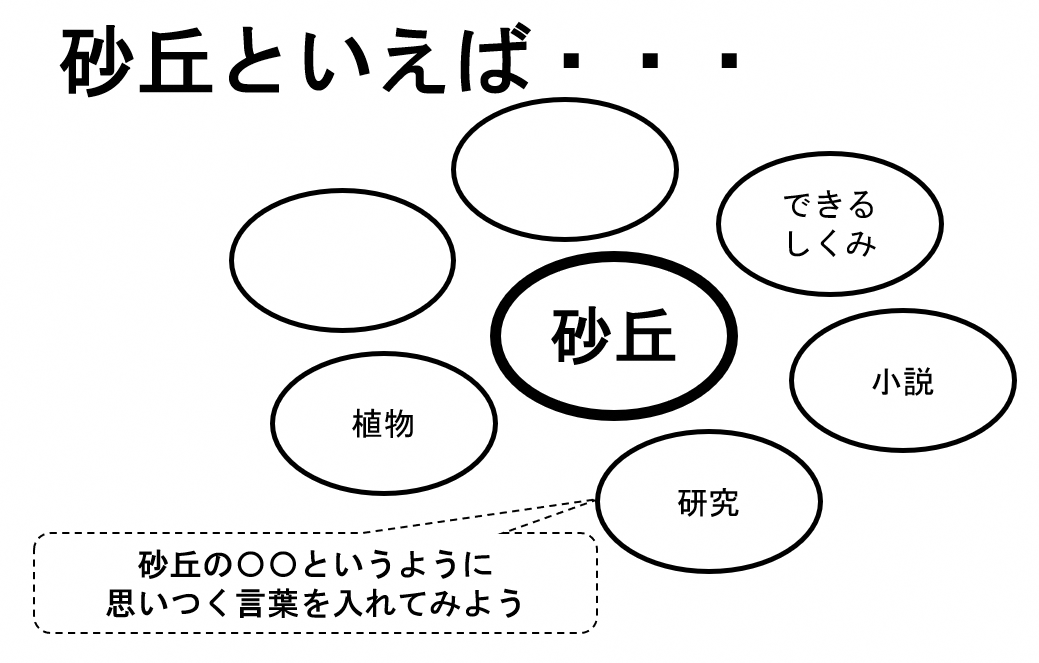 砂丘といえば・・・
できる
しくみ
砂丘
小説
植物
研究
砂丘の〇〇というように
思いつく言葉を入れてみよう